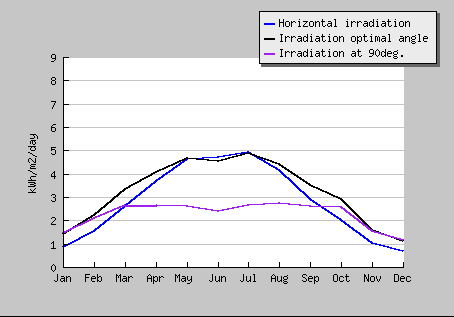 Horizontal irradiation
Irradiation optimal angle
Irradiation at 90deg.
9
8
7
6
5
4
3
2
1
0
kWh/m2/day
Jan Feb Mar Apr May Jun Jul Aug Sep Oct Nov Dec